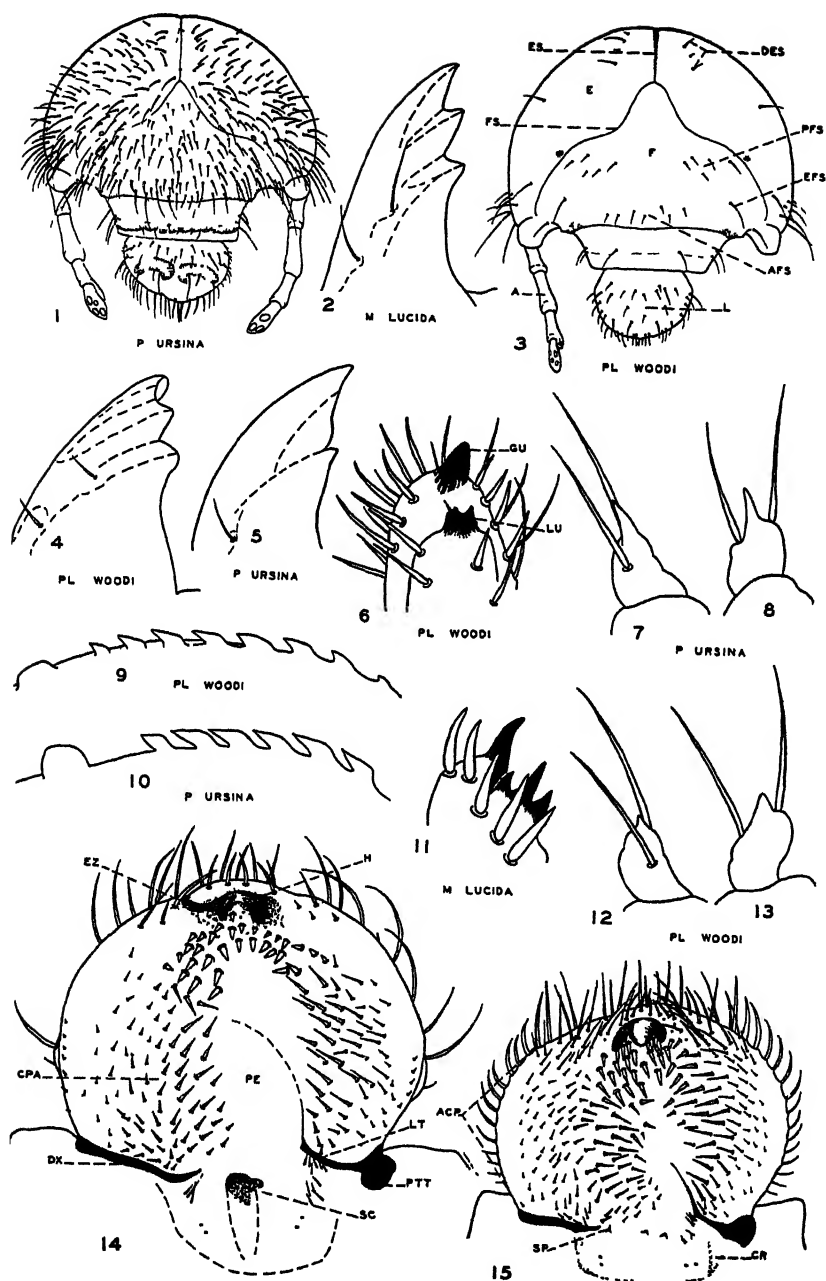 ES
DES
E
FS
F
PFS
EFS
AFS
A
L
1
P URSINA
2
M LUCIDA
3
PL WOODI
4
PL WOODI
5
P URSINA
GU
LU
6
PL WOODI
7
8
P URSINA
9
PL WOODI
10
P URSINA
11
M LUCIDA
12
13
PL WOODI
EZ
H
CPA
PE
LT
DX
PTT
SC
14
ACP
SP
CR
15